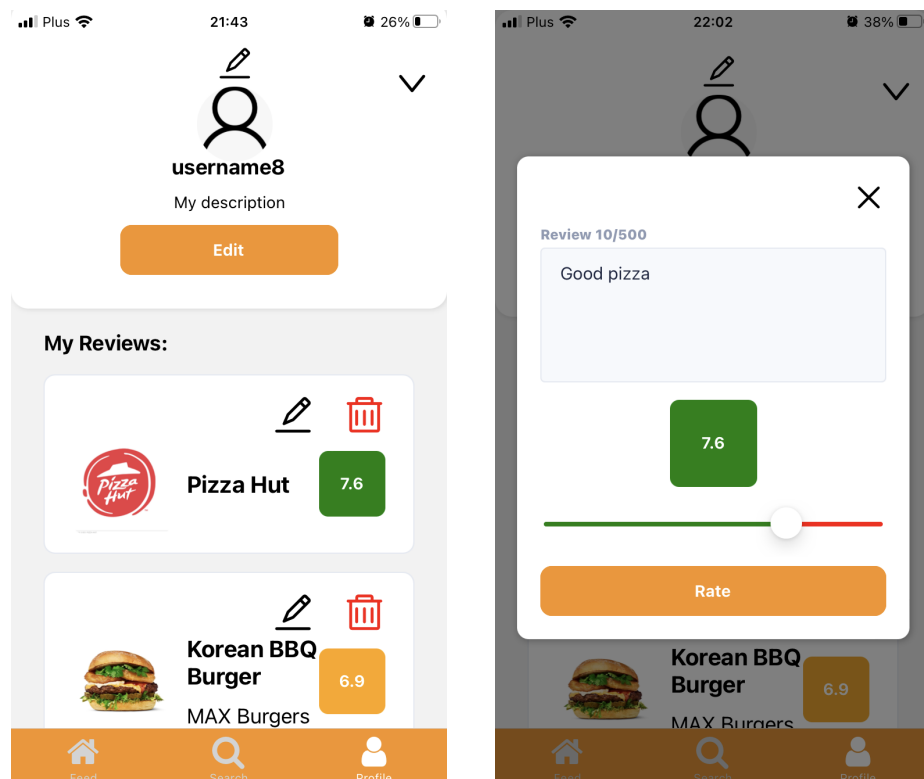 Plus
21:43
26%
username8
My description
Edit
My Reviews:
Pizza
Hut
Pizza Hut
7.6
Korean BBQ
Burger
6.9
MAX Burgers
Feed
Search
Profile
Plus
22:02
38%
Review 10/500
Good pizza
7.6
Rate
Korean BBQ
Burger
6.9
MAX Burgers
Feed
Search
Profile